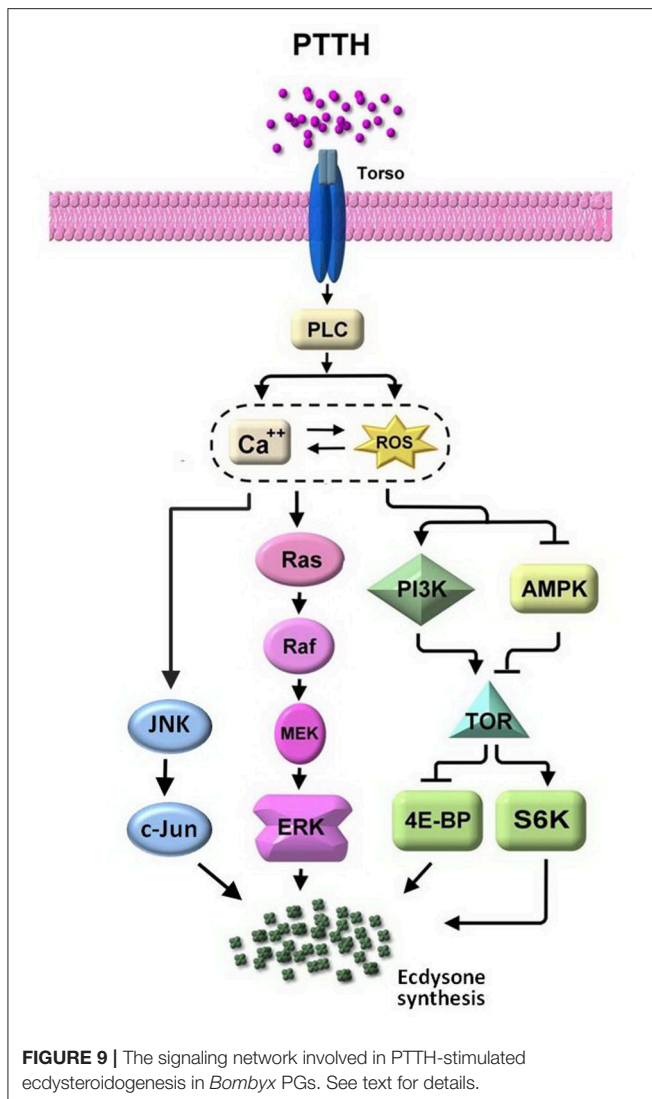 PTTH
Torso
PLC
Ca++
ROS
Ras
PI3K
AMPK
Raf
JNK
MEK
TOR
c-Jun
ERK
4E-BP
S6K
Ecdysone
synthesis
FIGURE 9 | The signaling network involved in PTTH-stimulated
ecdysteroidogenesis in Bombyx PGs. See text for details.